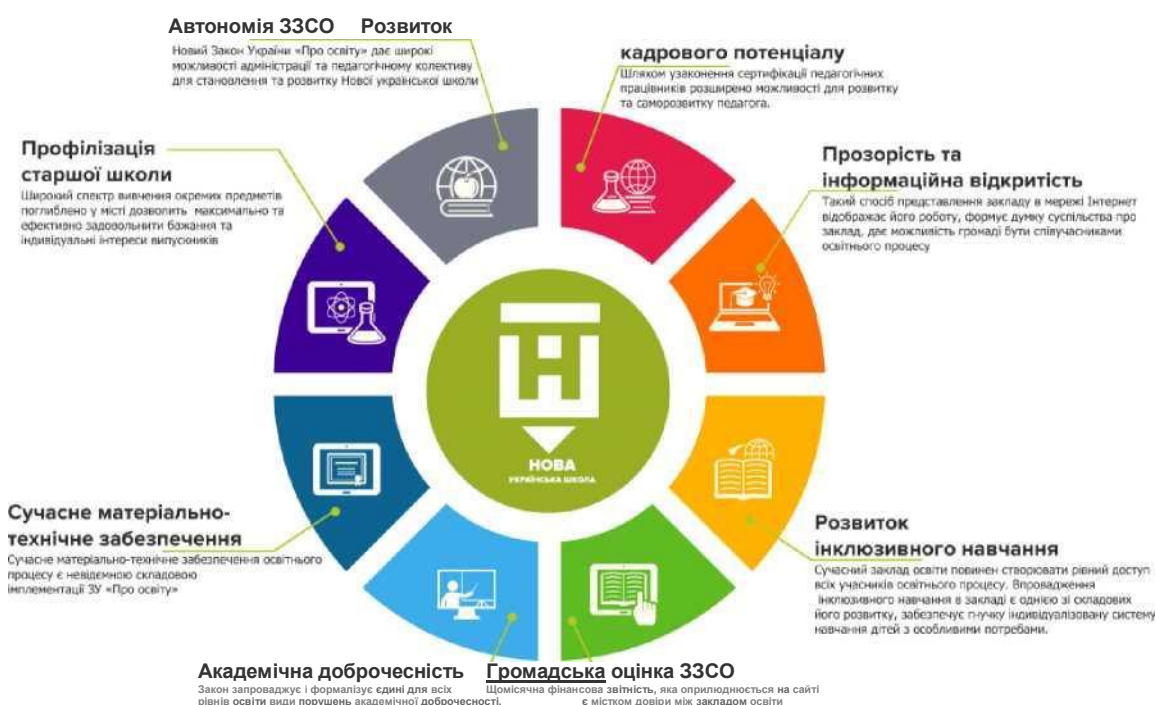 Автономія ЗЗСО Розвиток
Новий Закон України «Про освіту» дає широкі
можливості адміністрації та педагогічному колективу
для становлення та розвитку Нової української школи
кадрового потенціалу
Шляхом узаконення сертифікації педагогічних
працівників розширено можливості для розвитку
та саморозвитку педагога.
Профілізація
старшої школи
Широкий спектр вивчення окремих предметів
поглиблено у місті дозволить максимально та
ефективно задовольнити бажання та
індивідуальні інтереси випускників
Прозорість та
інформаційна відкритість
Такий спосіб представлення закладу в мережі Інтернет
відображає його роботу, формує думку суспільства про
заклад, дає можливість громаді бути співучасниками
освітнього процесу
НОВА
УКРАЇНСЬКА ШКОЛА
Сучасне матеріально-
технічне забезпечення
Сучасне матеріально-технічне забезпечення освітнього
процесу є невідємною складовою
імплементації ЗУ «Про освіту»
Розвиток
інклюзивного навчання
Сучасний заклад освіти повинен створювати рівний доступ
всіх учасників освітнього процесу. Впровадження
інклюзивного навчання в закладі є однією зі складових
його розвитку, забезпечує гнучку індивідуалізовану систему
навчання дітей з особливими потребами.
Академічна доброчесність
Закон запроваджує і формалізує єдині для всіх
рівнів освіти види порушень академічної доброчесності.
Громадська оцінка ЗЗСО
Щомісячна фінансова звітність, яка оприлюднюється на сайті
є містком довіри між закладом освіти